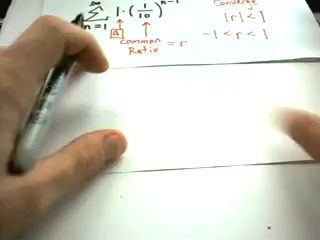 ∞ Converge
∑ 1 · (1/10)^n-1 |r| < 1
n = 1 a common = r -1 < r < 1
Ratio